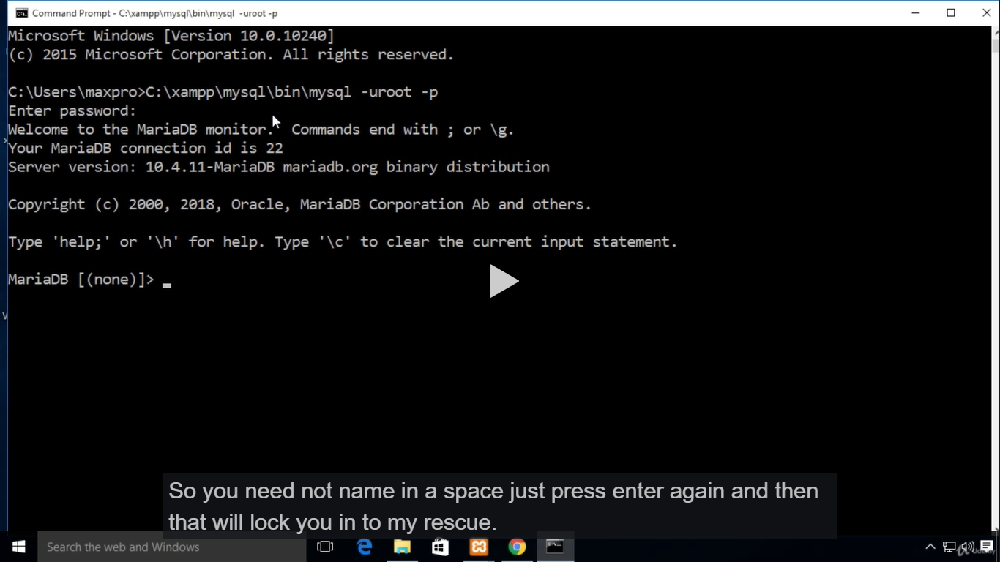 Command Prompt - C:\xampp\mysql\bin\mysql -uroot -p
Microsoft Windows [Version 10.0.10240]
(c) 2015 Microsoft Corporation. All rights reserved.
C:\Users\maxpro>C:\xampp\mysql\bin\mysql -uroot -p
Enter password:
Welcome to the MariaDB monitor.  Commands end with ; or \g.
Your MariaDB connection id is 22
Server version: 10.4.11-MariaDB mariadb.org binary distribution
Copyright (c) 2000, 2018, Oracle, MariaDB Corporation Ab and others.
Type 'help;' or '\h' for help. Type '\c' to clear the current input statement.
MariaDB [(none)]> _
So you need not name in a space just press enter again and then
that will lock you in to my rescue.
Search the web and Windows